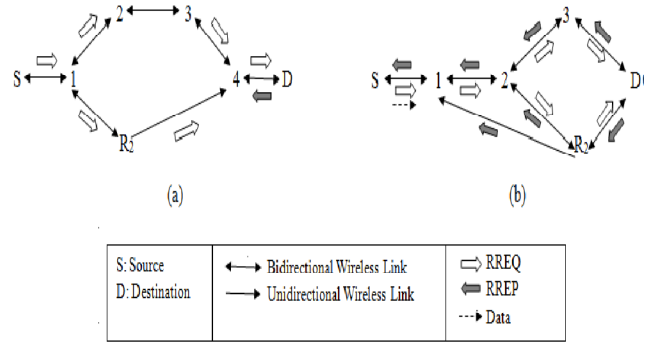 2 3
S 1 4 D
R2
(a)
3
S 1 2 D
R2
(b)
S: Source
D: Destination
Bidirectional Wireless Link
Unidirectional Wireless Link
RREQ
RREP
Data